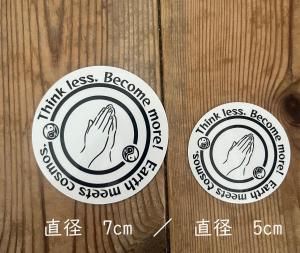 Think less. Become more! Earth meets cosmos.
Think less. Become more! Earth meets cosmos.
直径 7cm ／ 直径 5cm